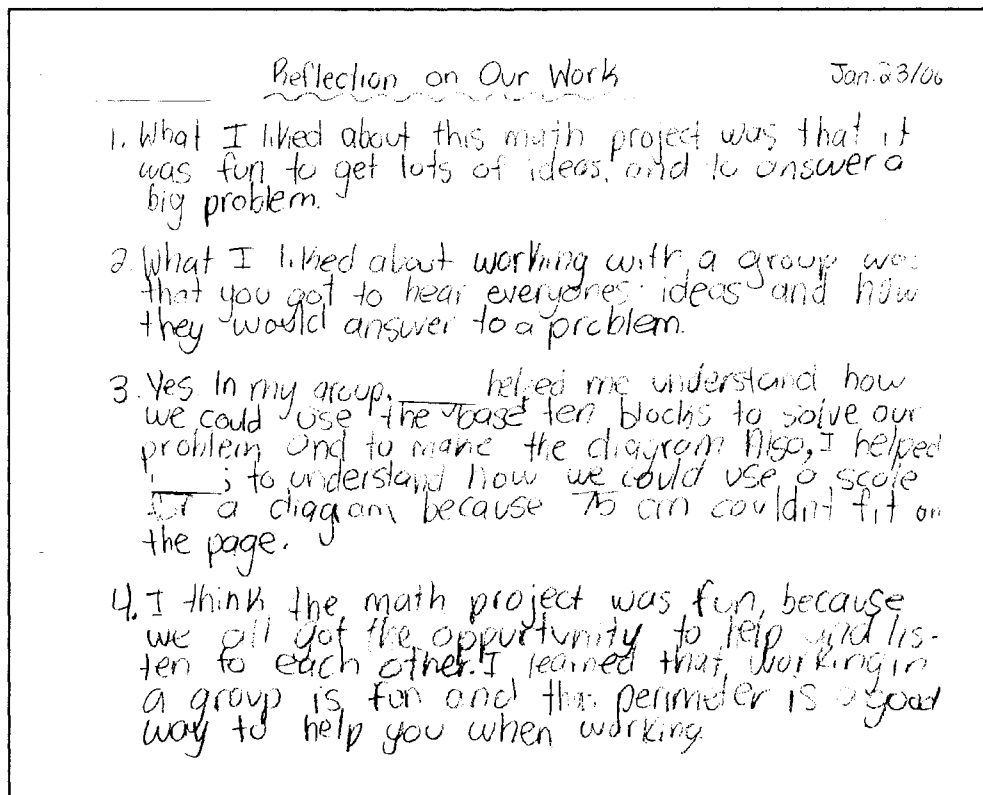 Reflection on Our Work
Jan. 23/06
1. What I liked about this math project was that it
was fun to get lots of ideas, and to answer a
big problem.
2. What I liked about working with a group was
that you got to hear everyones ideas and how
they would answer to a problem.
3. Yes. In my group, _____ helped me understand how
we could use the base ten blocks to solve our
problem and to make the diagram. Also, I helped
_____ to understand how we could use a scale
for a diagram because 75 cm couldn't fit on
the page.
4. I think the math project was fun, because
we all got the oppurtunity to help and lis-
ten to each other. I learned that working in
a group is fun and that perimeter is a good
way to help you when working.